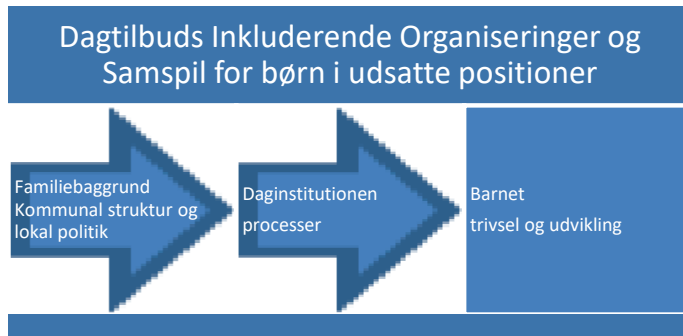 Dagtilbuds Inkluderende Organiseringer og
Samspil for børn i udsatte positioner
Familiebaggrund
Kommunal struktur og
lokal politik
Daginstitutionen
processer
Barnet
trivsel og udvikling